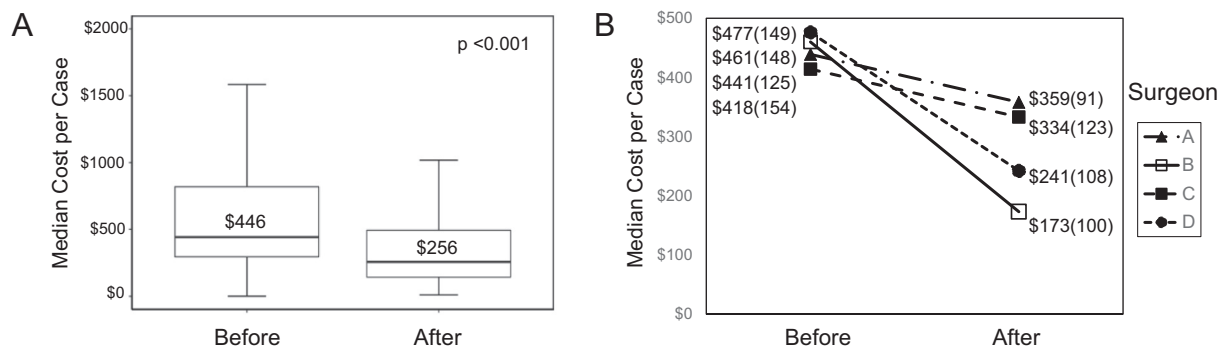 A
Median Cost per Case
$2000
$1500
$1000
$500
$0
p <0.001
$446
$256
Before
After
B
Median Cost per Case
$500
$400
$300
$200
$100
$0
$477(149)
$461(148)
$441(125)
$418(154)
$359(91)
$334(123)
$241(108)
$173(100)
Before
After
Surgeon
A
B
C
D